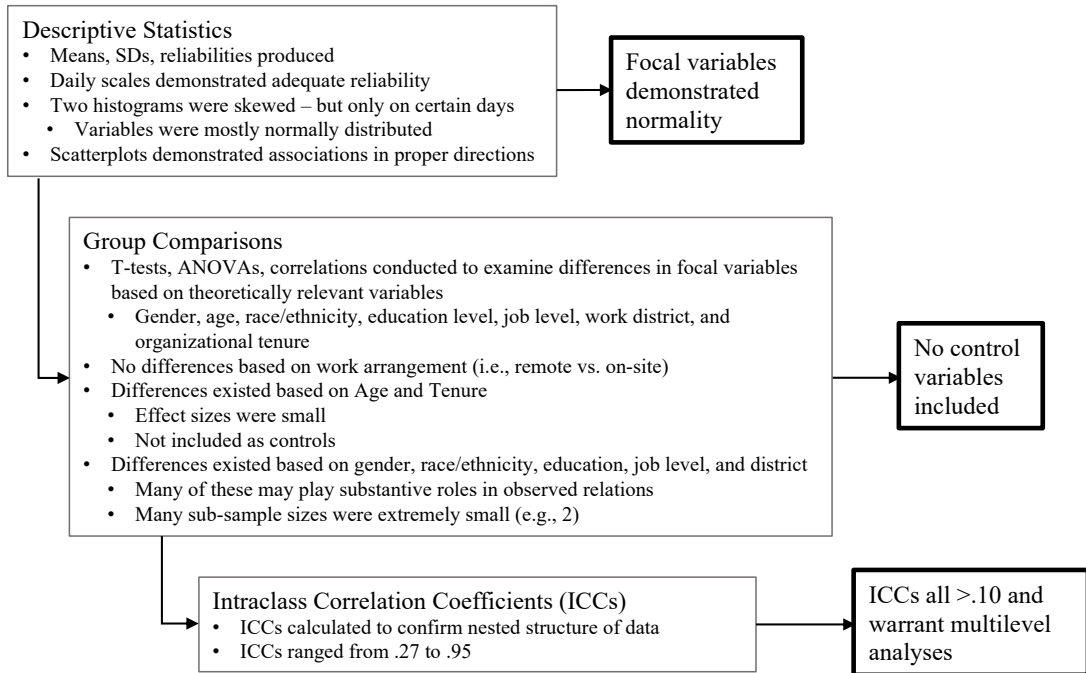 Descriptive Statistics
• Means, SDs, reliabilities produced
• Daily scales demonstrated adequate reliability
• Two histograms were skewed – but only on certain days
• Variables were mostly normally distributed
• Scatterplots demonstrated associations in proper directions
Focal variables
demonstrated
normality
Group Comparisons
• T-tests, ANOVAs, correlations conducted to examine differences in focal variables
based on theoretically relevant variables
• Gender, age, race/ethnicity, education level, job level, work district, and
organizational tenure
• No differences based on work arrangement (i.e., remote vs. on-site)
• Differences existed based on Age and Tenure
• Effect sizes were small
• Not included as controls
• Differences existed based on gender, race/ethnicity, education, job level, and district
• Many of these may play substantive roles in observed relations
• Many sub-sample sizes were extremely small (e.g., 2)
No control
variables
included
Intraclass Correlation Coefficients (ICCs)
• ICCs calculated to confirm nested structure of data
• ICCs ranged from .27 to .95
ICCs all >.10 and
warrant multilevel
analyses